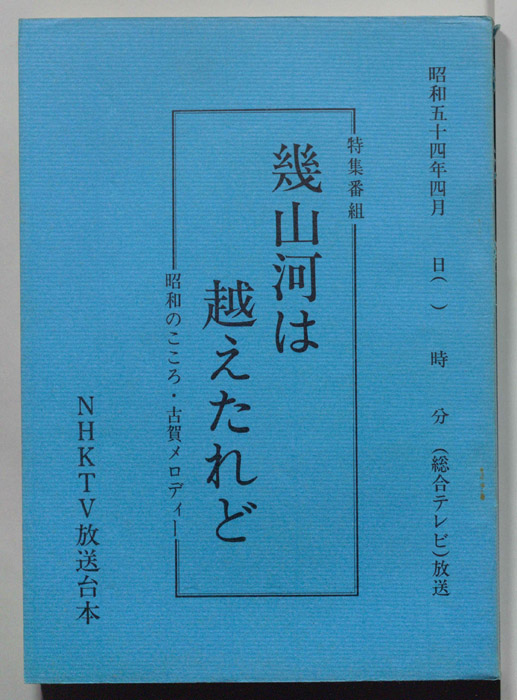 昭和五十四年四月　日（　）　時　分（総合テレビ）放送
特集番組
幾山河は
越えたれど
昭和のこころ・古賀メロディー
NHKTV放送台本